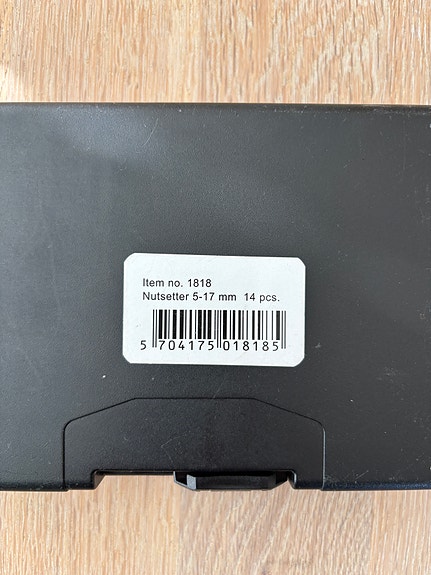 Item no. 1818
Nutsetter 5-17 mm 14 pcs.
5 704175 018185